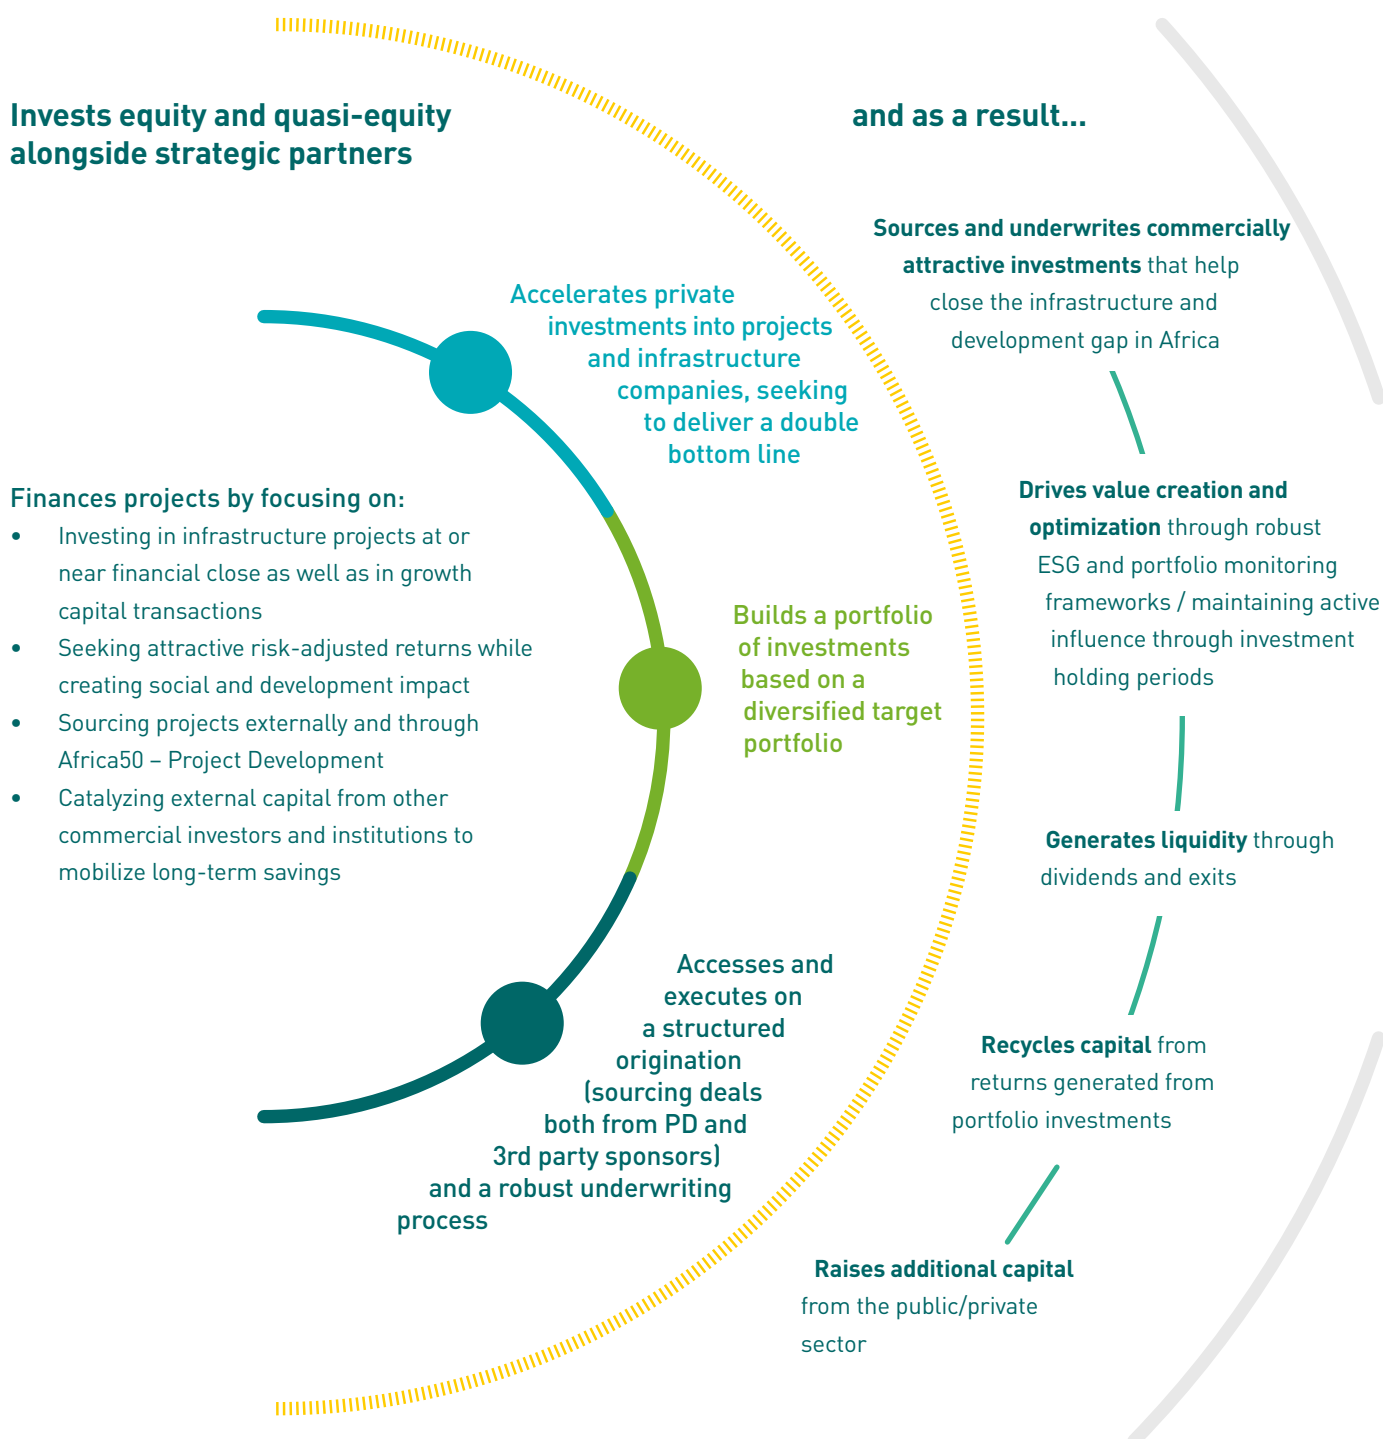 Invests equity and quasi-equity
alongside strategic partners
Finances projects by focusing on:
• Investing in infrastructure projects at or
near financial close as well as in growth
capital transactions
• Seeking attractive risk-adjusted returns while
creating social and development impact
• Sourcing projects externally and through
Africa50 – Project Development
• Catalyzing external capital from other
commercial investors and institutions to
mobilize long-term savings
Accelerates private
investments into projects
and infrastructure
companies, seeking
to deliver a double
bottom line
Builds a portfolio
of investments
based on a
diversified target
portfolio
Accesses and
executes on
a structured
origination
(sourcing deals
both from PD and
3rd party sponsors)
and a robust underwriting
process
and as a result...
Sources and underwrites commercially
attractive investments that help
close the infrastructure and
development gap in Africa
Drives value creation and
optimization through robust
ESG and portfolio monitoring
frameworks / maintaining active
influence through investment
holding periods
Generates liquidity through
dividends and exits
Recycles capital from
returns generated from
portfolio investments
Raises additional capital
from the public/private
sector